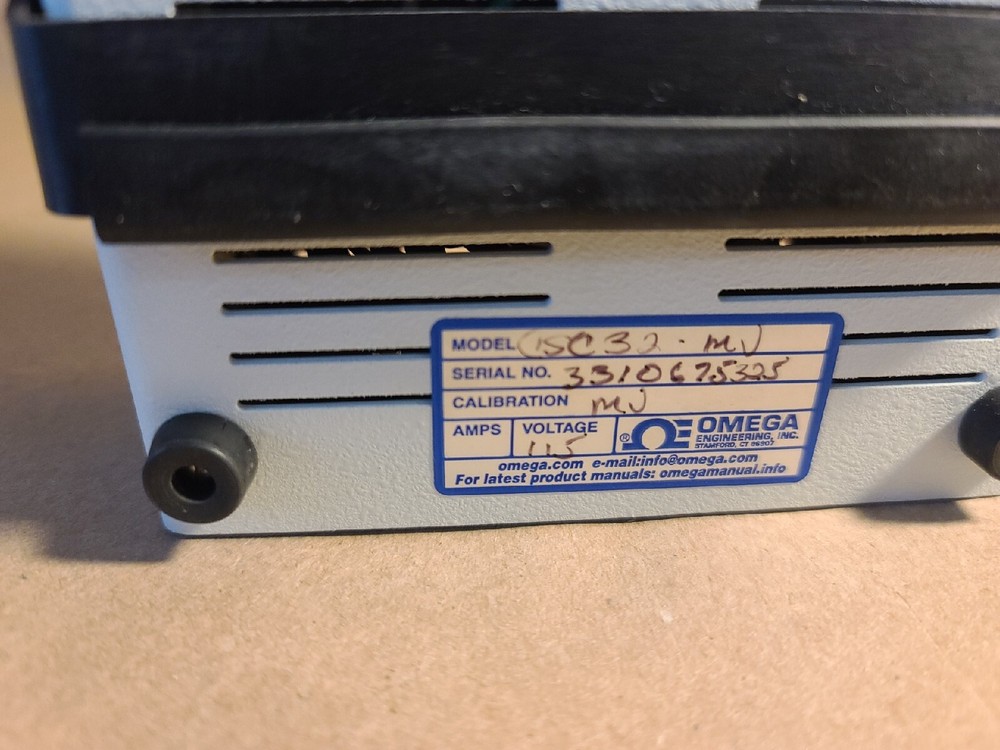 MODEL DSC32-MV
SERIAL NO. 3310675325
CALIBRATION MV
AMPS VOLTAGE 115
® OMEGA
ENGINEERING, INC.
STAMFORD, CT 06907
omega.com e-mail:info@omega.com
For latest product manuals: omegamanual.info